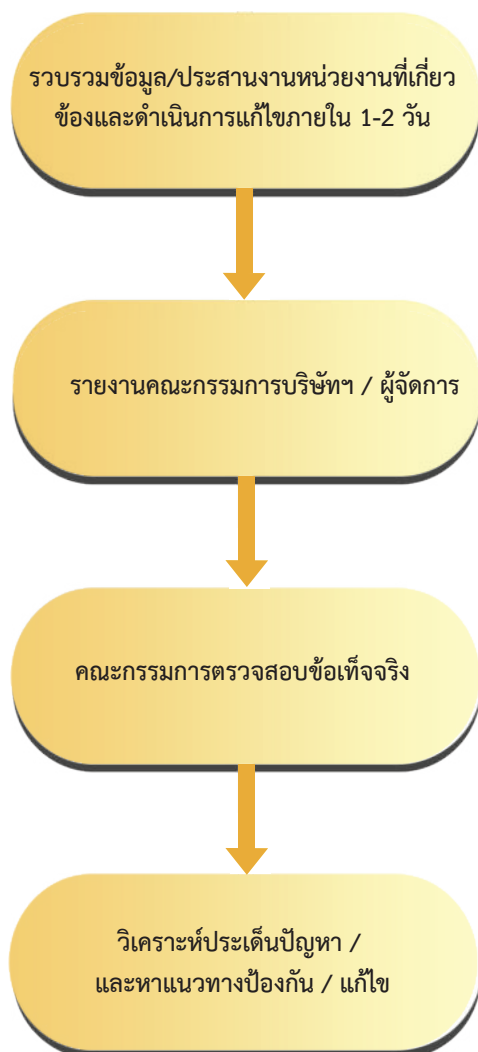 รวบรวมข้อมูล/ประสานงานหน่วยงานที่เกี่ยว
ข้องและดำเนินการแก้ไขภายใน 1-2 วัน
รายงานคณะกรรมการบริษัทฯ / ผู้จัดการ
คณะกรรมการตรวจสอบข้อเท็จจริง
วิเคราะห์ประเด็นปัญหา /
และหาแนวทางป้องกัน / แก้ไข